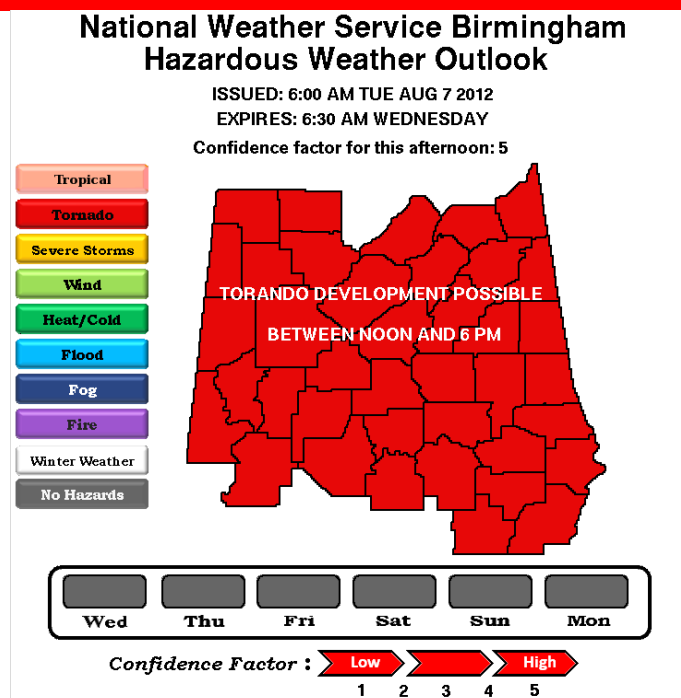 National Weather Service Birmingham
Hazardous Weather Outlook
ISSUED: 6:00 AM TUE AUG 7 2012
EXPIRES: 6:30 AM WEDNESDAY
Confidence factor for this afternoon: 5
Tropical
Tornado
Severe Storms
Wind
Heat/Cold
Flood
Fog
Fire
Winter Weather
No Hazards
TORANDO DEVELOPMENT POSSIBLE
BETWEEN NOON AND 6 PM
Wed Thu Fri Sat Sun Mon
Confidence Factor : Low High
1 2 3 4 5